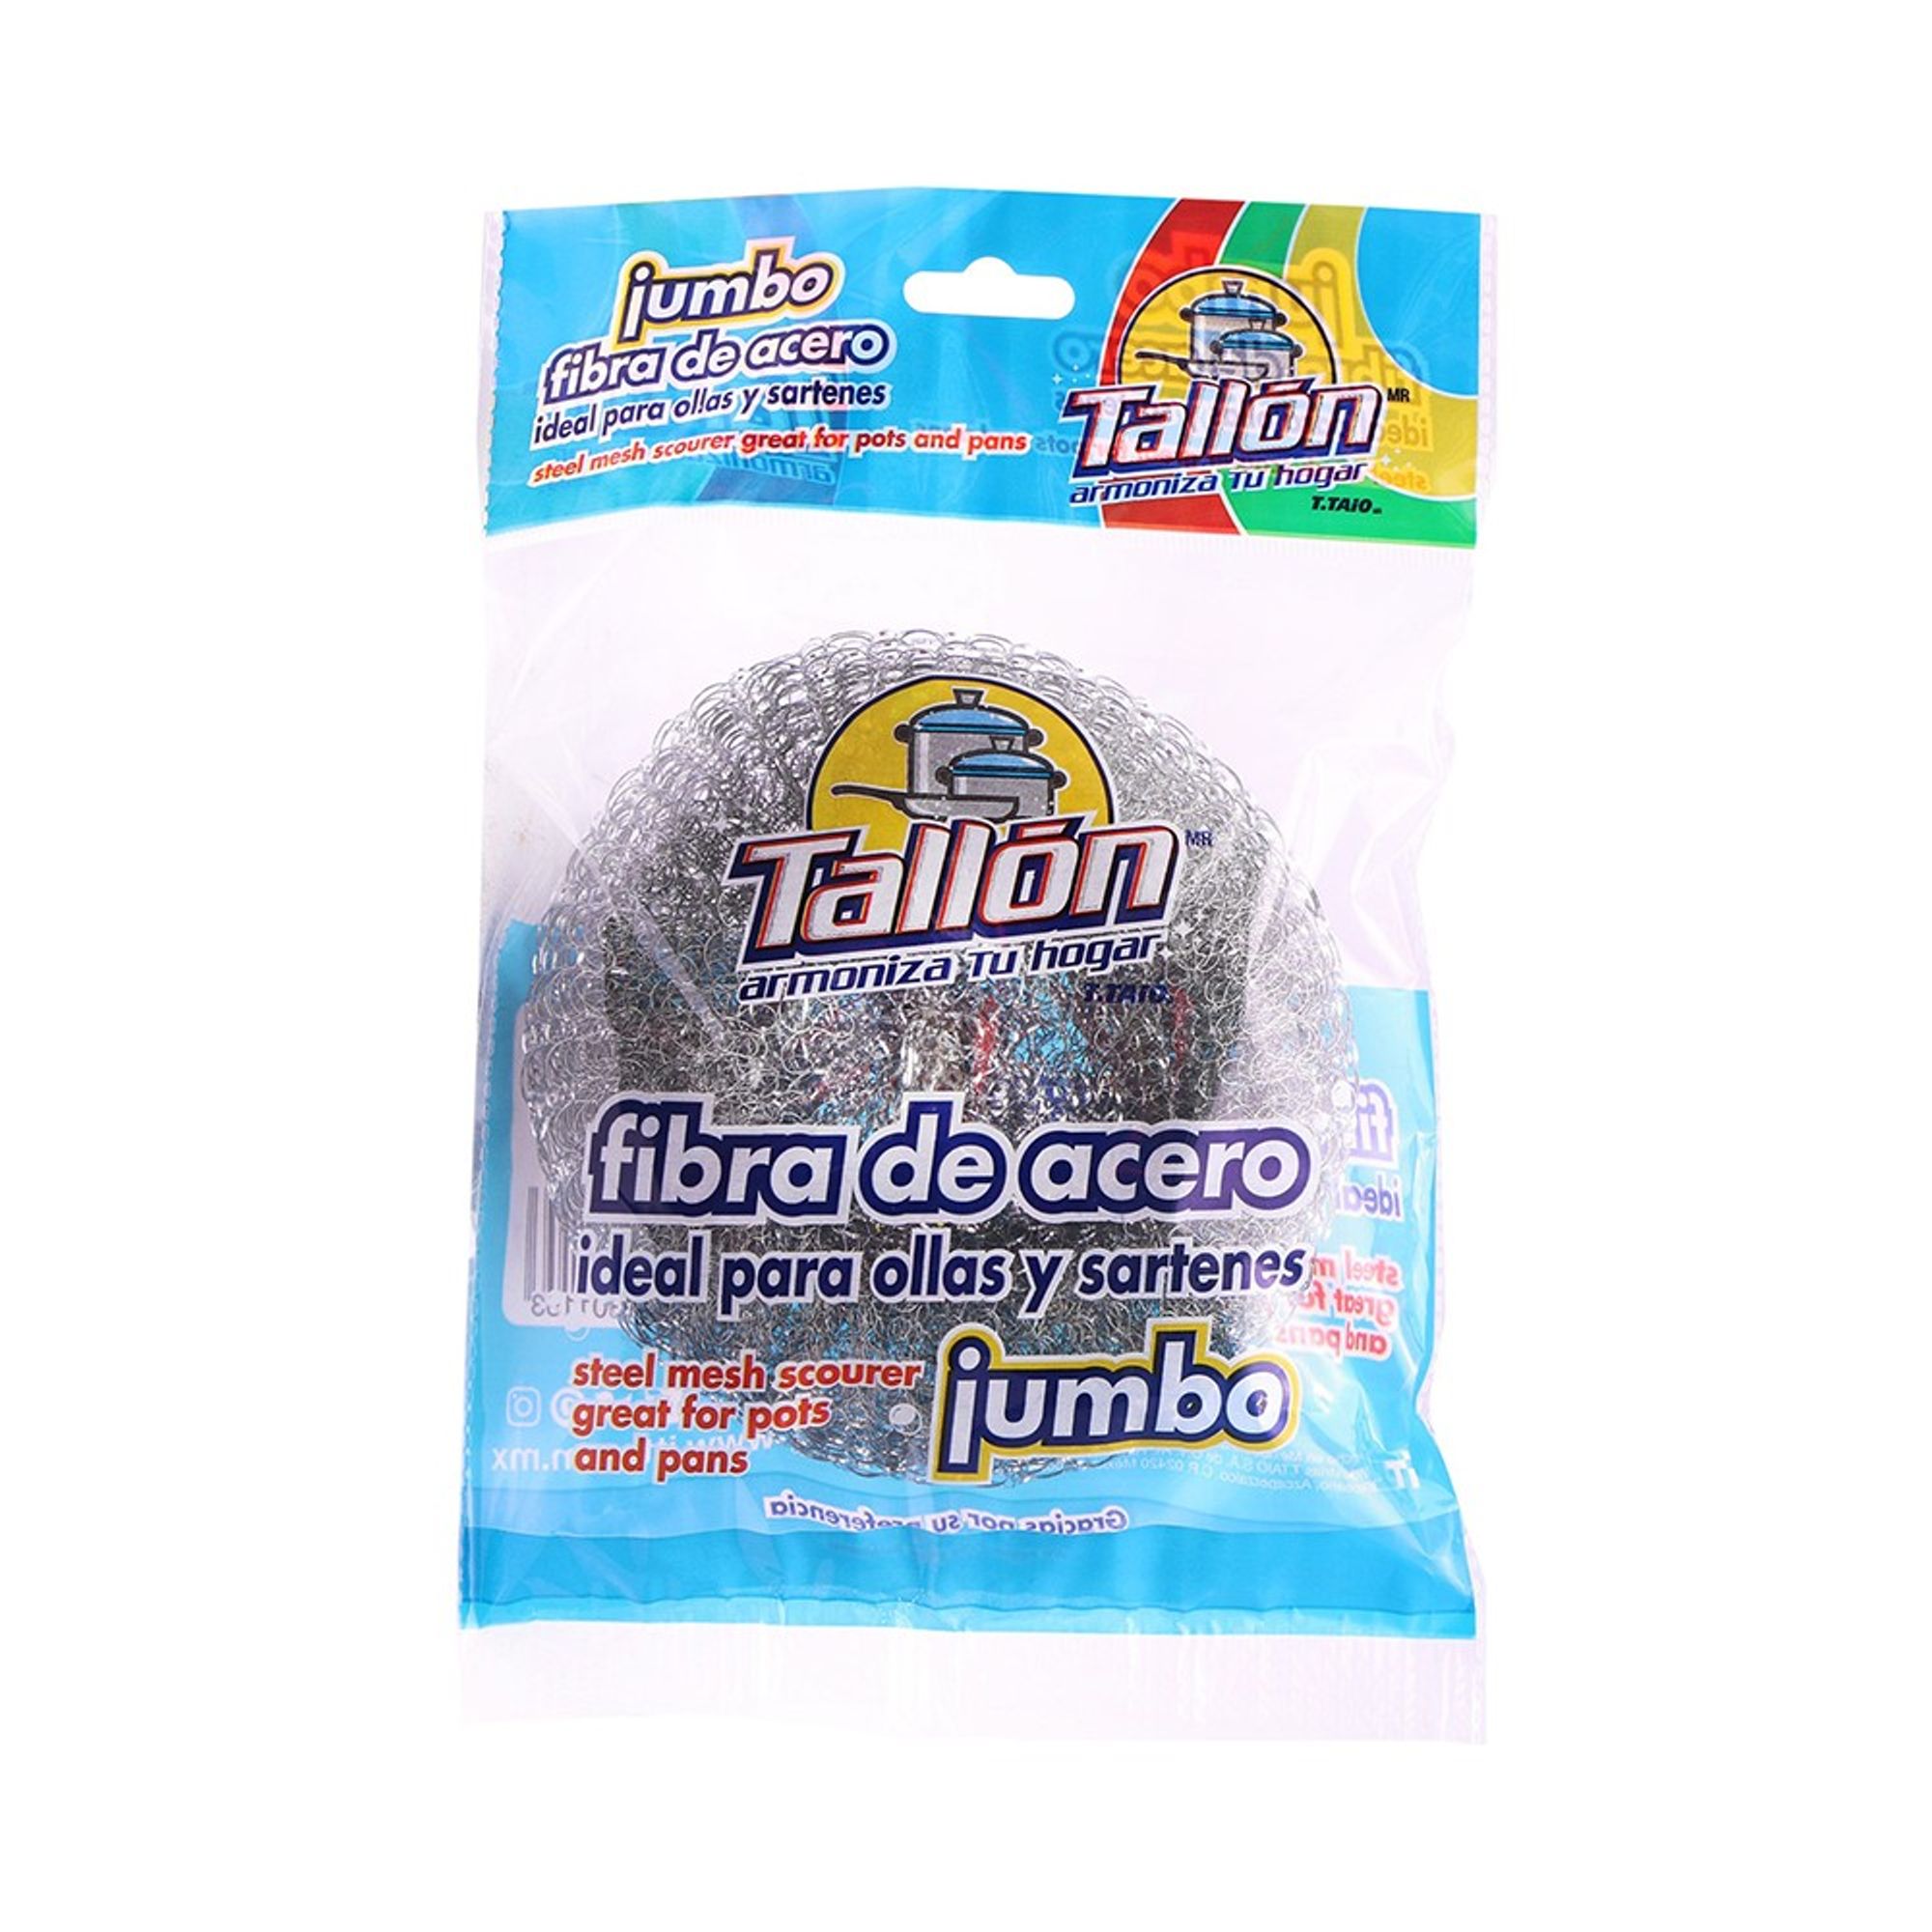 jumbo
fibra de acero
ideal para ollas y sartenes
steel mesh scourer great for pots and pans
Tallón MR
armoniza tu hogar
T.TAIO
Tallón MR
armoniza tu hogar
T.TAIO
fibra de acero
ideal para ollas y sartenes
steel mesh scourer
great for pots
and pans
jumbo
Gracias por su preferencia